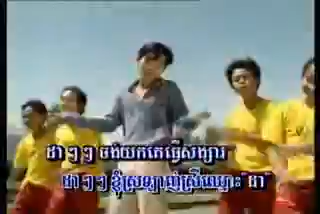 ដា ៗ ៗ ចង់យកគេធ្វើសង្សារ
ដា ៗ ៗ ខ្ញុំស្រឡាញ់ស្រីឈ្មោះ "ដា"